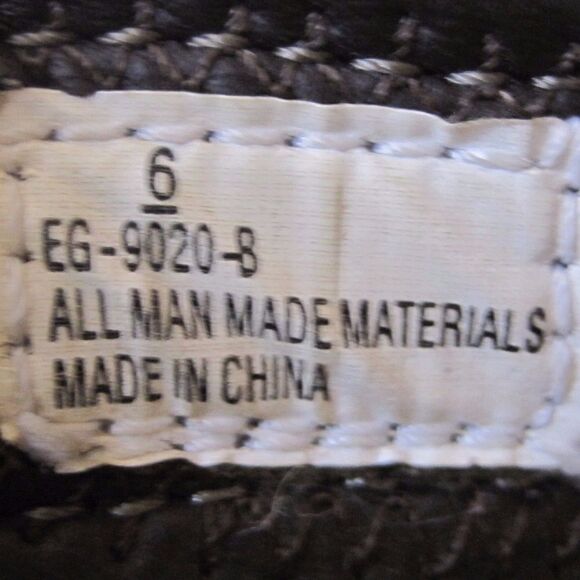 6
EG-9020-B
ALL MAN MADE MATERIALS
MADE IN CHINA